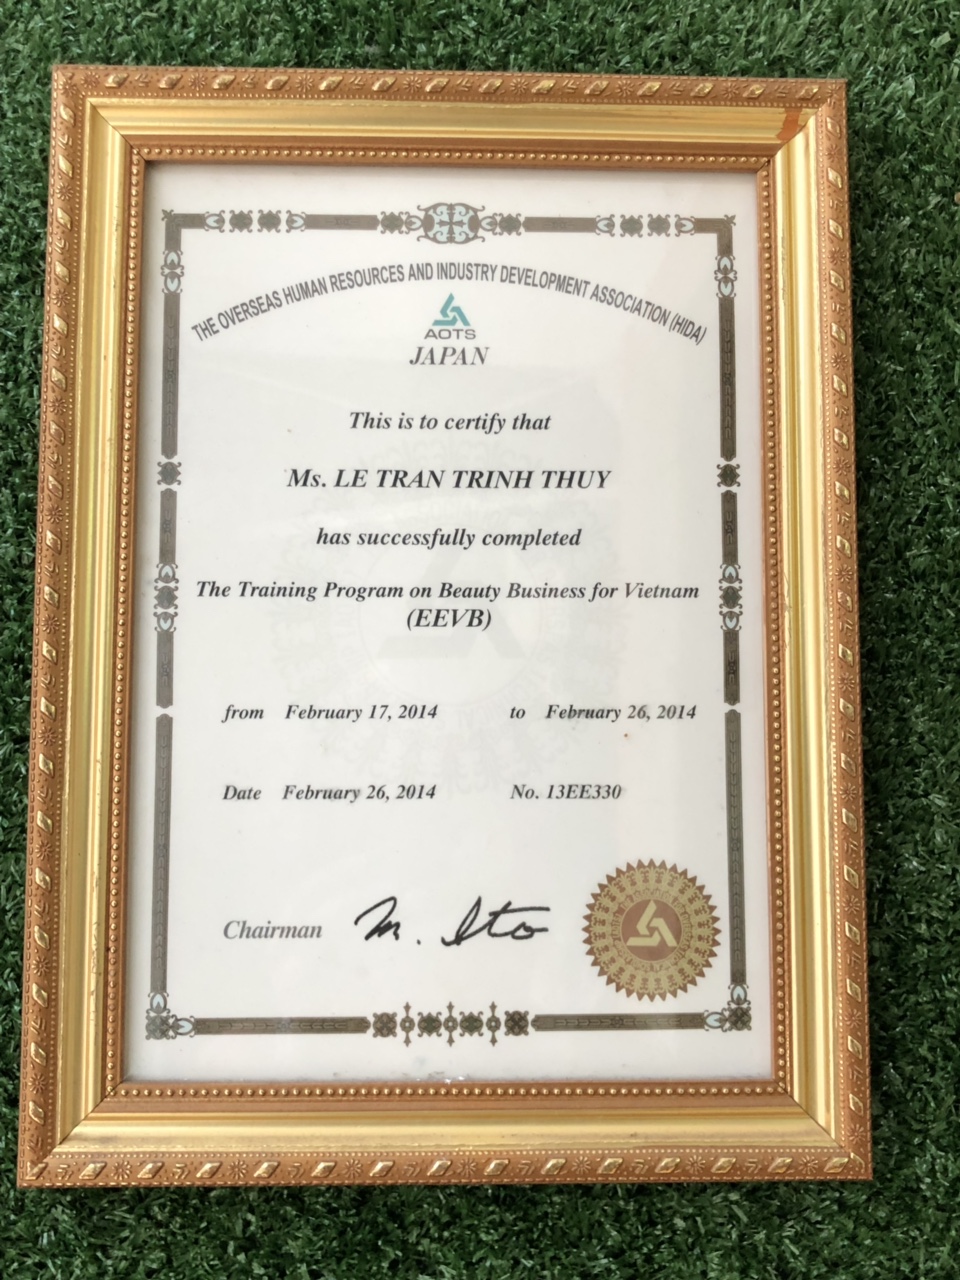 THE OVERSEAS HUMAN RESOURCES AND INDUSTRY DEVELOPMENT ASSOCIATION (HIDA)
AOTS
JAPAN
This is to certify that
Ms. LE TRAN TRINH THUY
has successfully completed
The Training Program on Beauty Business for Vietnam
(EEVB)
from February 17, 2014 to February 26, 2014
Date February 26, 2014 No. 13EE330
Chairman M. Ito